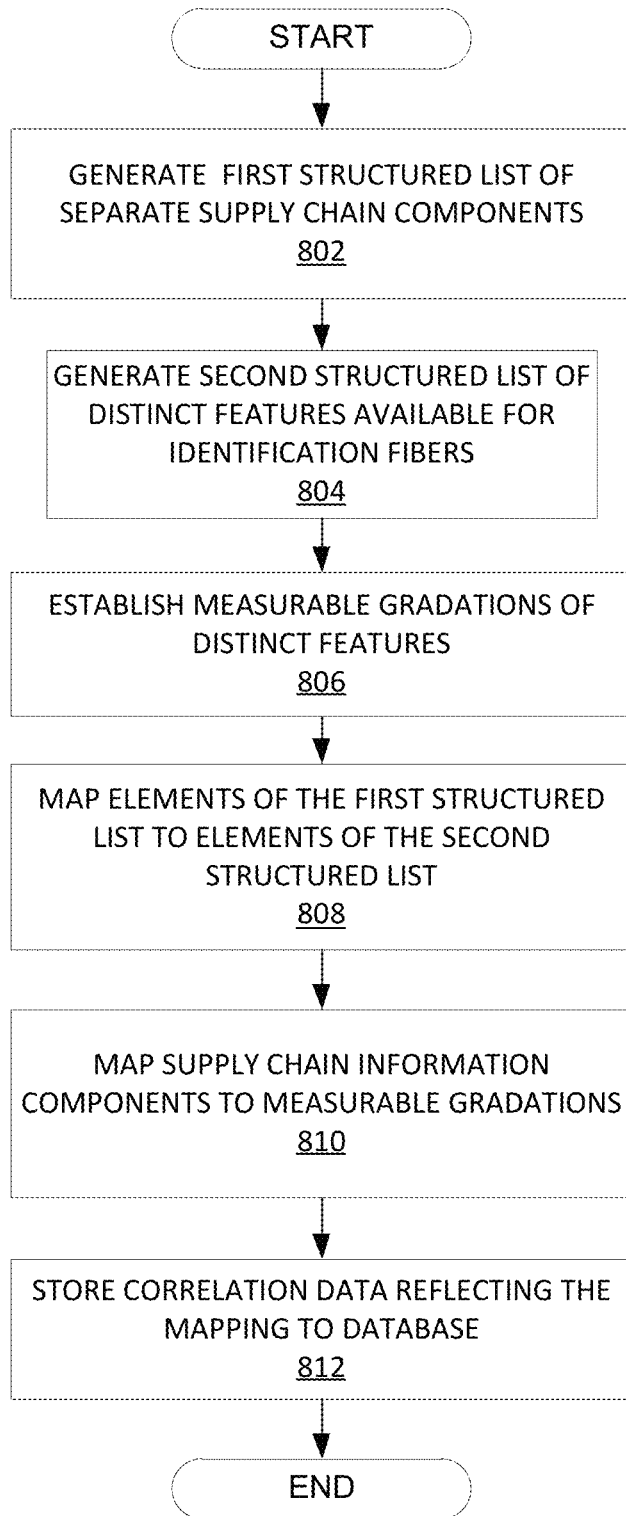 START
GENERATE FIRST STRUCTURED LIST OF
SEPARATE SUPPLY CHAIN COMPONENTS
802
GENERATE SECOND STRUCTURED LIST OF
DISTINCT FEATURES AVAILABLE FOR
IDENTIFICATION FIBERS
804
ESTABLISH MEASURABLE GRADATIONS OF
DISTINCT FEATURES
806
MAP ELEMENTS OF THE FIRST STRUCTURED
LIST TO ELEMENTS OF THE SECOND
STRUCTURED LIST
808
MAP SUPPLY CHAIN INFORMATION
COMPONENTS TO MEASURABLE GRADATIONS
810
STORE CORRELATION DATA REFLECTING THE
MAPPING TO DATABASE
812
END